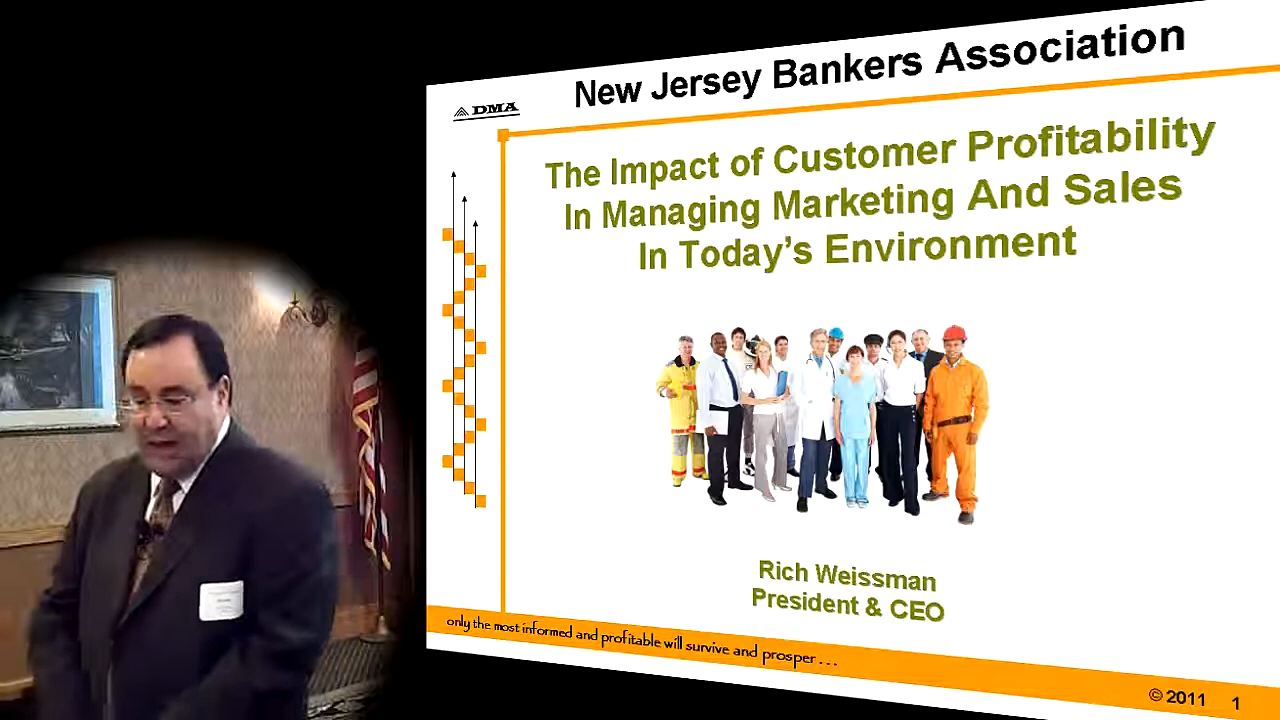 New Jersey Bankers Association
DMA
The Impact of Customer Profitability
In Managing Marketing And Sales
In Today's Environment
Rich Weissman
President & CEO
only the most informed and profitable will survive and prosper . . .
© 2011 1